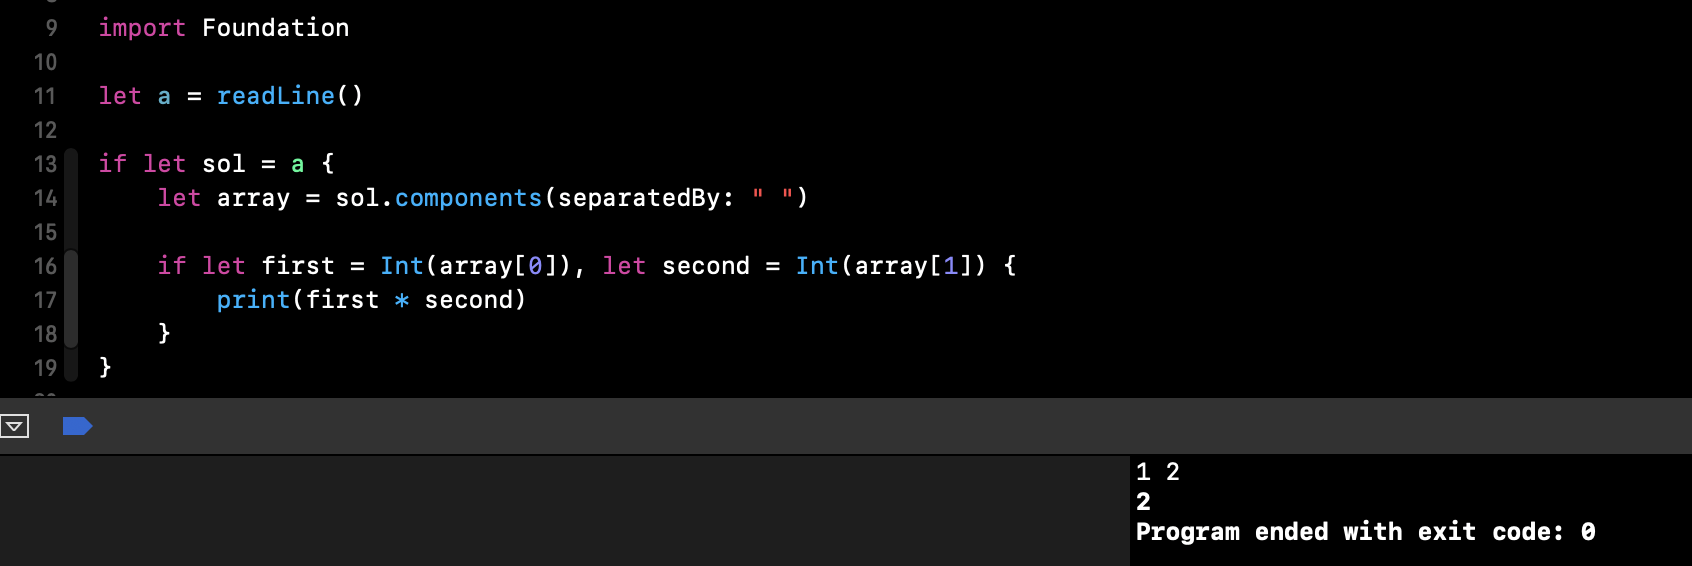 9 import Foundation
10
11 let a = readLine()
12
13 if let sol = a {
14     let array = sol.components(separatedBy: " ")
15
16     if let first = Int(array[0]), let second = Int(array[1]) {
17         print(first * second)
18     }
19 }
1 2
2
Program ended with exit code: 0